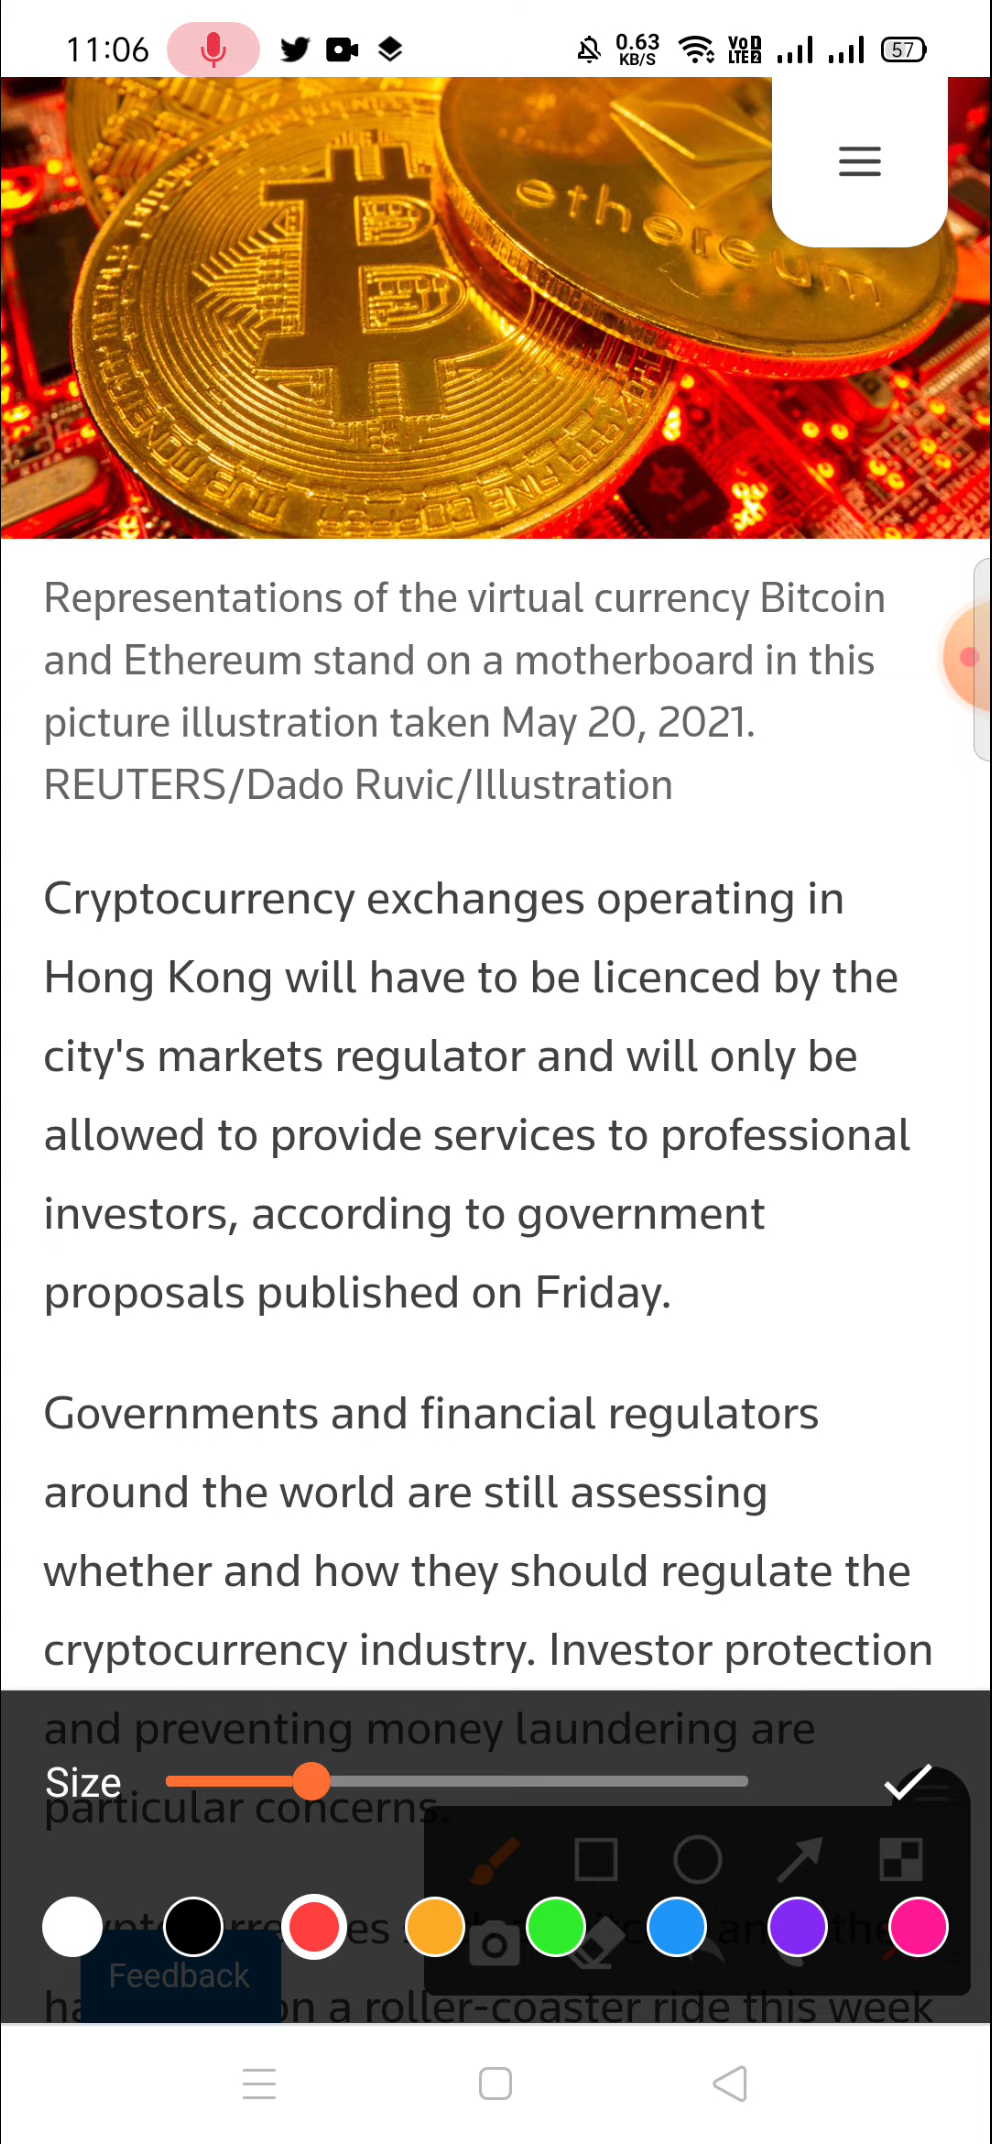 11:06
0.63
KB/S
Vo
LTE 2
57
ethereum
Representations of the virtual currency Bitcoin
and Ethereum stand on a motherboard in this
picture illustration taken May 20, 2021.
REUTERS/Dado Ruvic/Illustration
Cryptocurrency exchanges operating in
Hong Kong will have to be licenced by the
city's markets regulator and will only be
allowed to provide services to professional
investors, according to government
proposals published on Friday.
Governments and financial regulators
around the world are still assessing
whether and how they should regulate the
cryptocurrency industry. Investor protection
and preventing money laundering are
Size
particular concerns.
Feedback
on a roller-coaster ride this week